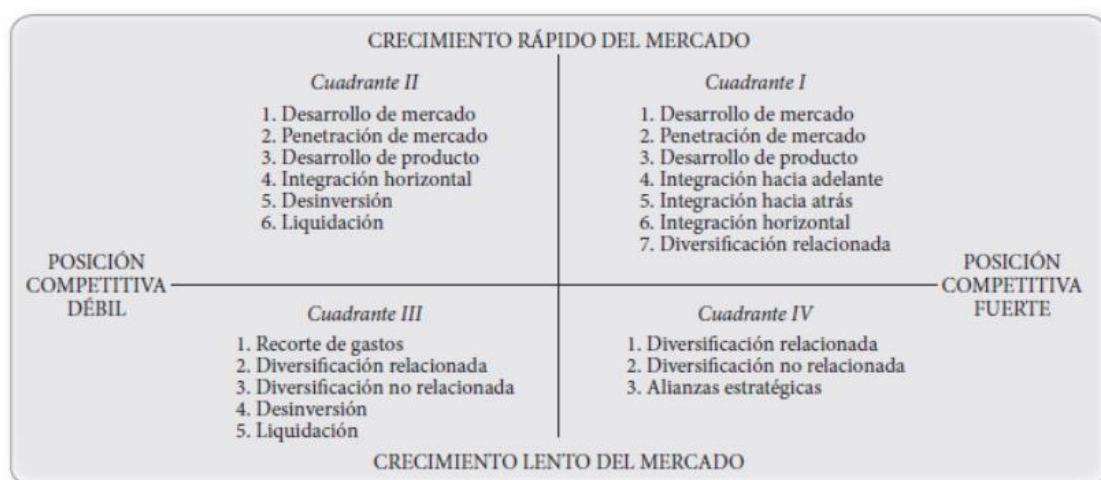 CRECIMIENTO RÁPIDO DEL MERCADO
Cuadrante II
1. Desarrollo de mercado
2. Penetración de mercado
3. Desarrollo de producto
4. Integración horizontal
5. Desinversión
6. Liquidación
Cuadrante I
1. Desarrollo de mercado
2. Penetración de mercado
3. Desarrollo de producto
4. Integración hacia adelante
5. Integración hacia atrás
6. Integración horizontal
7. Diversificación relacionada
POSICIÓN
COMPETITIVA
DÉBIL
POSICIÓN
COMPETITIVA
FUERTE
Cuadrante III
1. Recorte de gastos
2. Diversificación relacionada
3. Diversificación no relacionada
4. Desinversión
5. Liquidación
Cuadrante IV
1. Diversificación relacionada
2. Diversificación no relacionada
3. Alianzas estratégicas
CRECIMIENTO LENTO DEL MERCADO